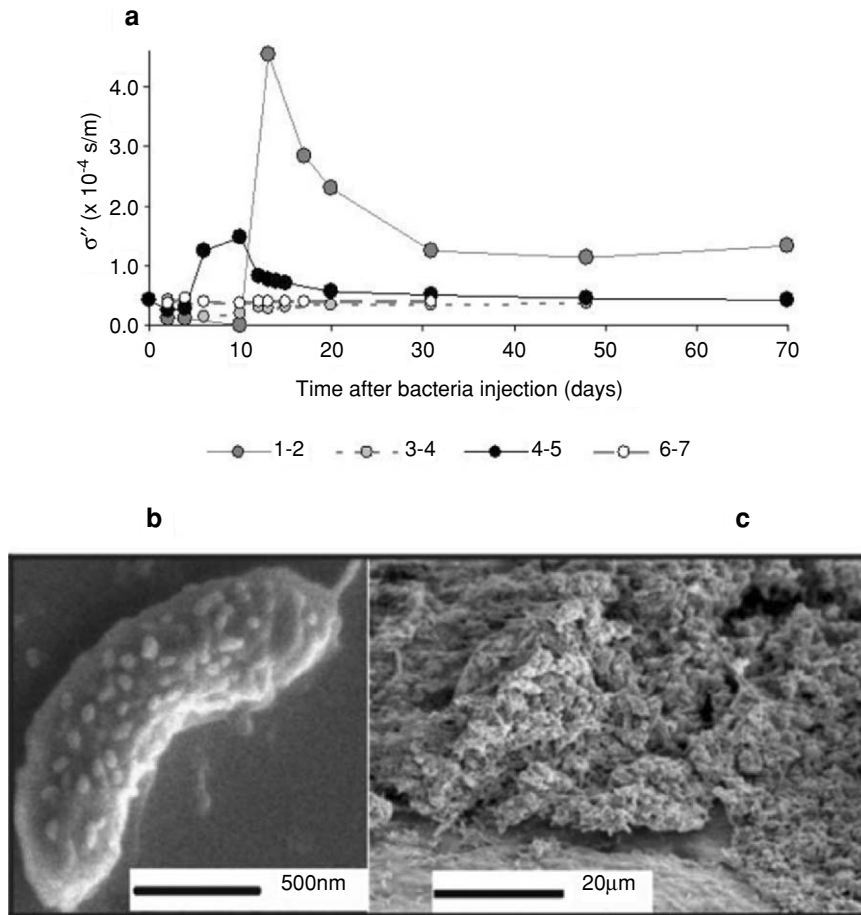 a
4.0
3.0
2.0
1.0
0.0
σ″ (x 10⁻⁴ s/m)
0 10 20 30 40 50 60 70
Time after bacteria injection (days)
1-2 3-4 4-5 6-7
b c
500nm 20μm